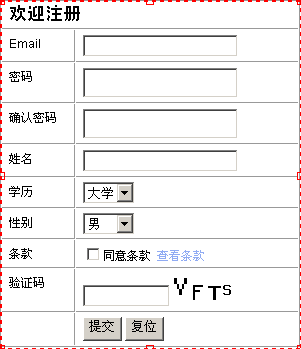 欢迎注册
Email
密码
确认密码
姓名
学历 大学
性别 男
条款 同意条款 查看条款
验证码 YFTS
提交 复位